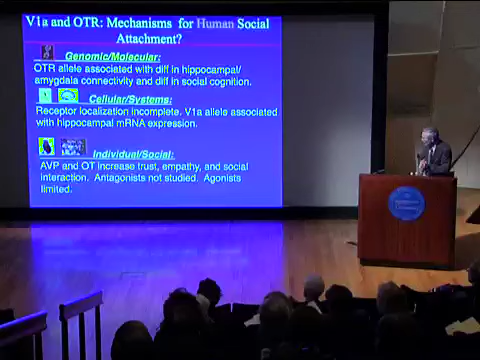 V1a and OTR: Mechanisms for Human Social
Attachment?
Genomic/Molecular:
OTR allele associated with diff in hippocampal/
amygdala connectivity and diff in social cognition.
Cellular/Systems:
Receptor localization incomplete. V1a allele associated
with hippocampal mRNA expression.
Individual/Social:
AVP and OT increase trust, empathy, and social
interaction. Antagonists not studied. Agonists
limited.